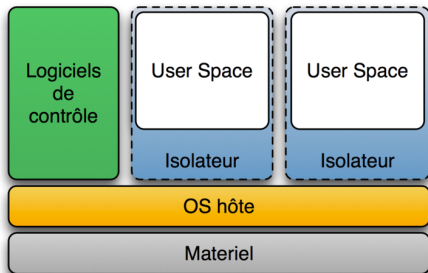 Logiciels
de
contrôle
User Space
Isolateur
User Space
Isolateur
OS hôte
Materiel